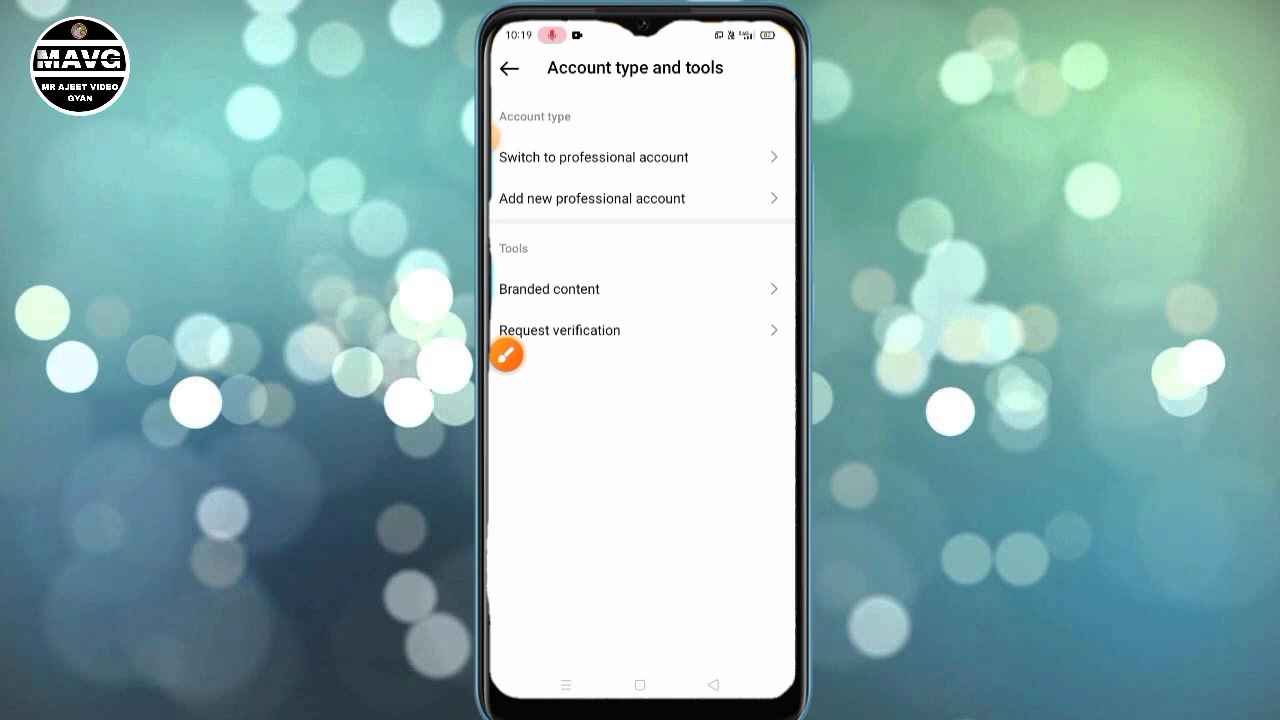 MAVG
MR AJEET VIDEO
GYAN
10:19
Account type and tools
Account type
Switch to professional account
Add new professional account
Tools
Branded content
Request verification